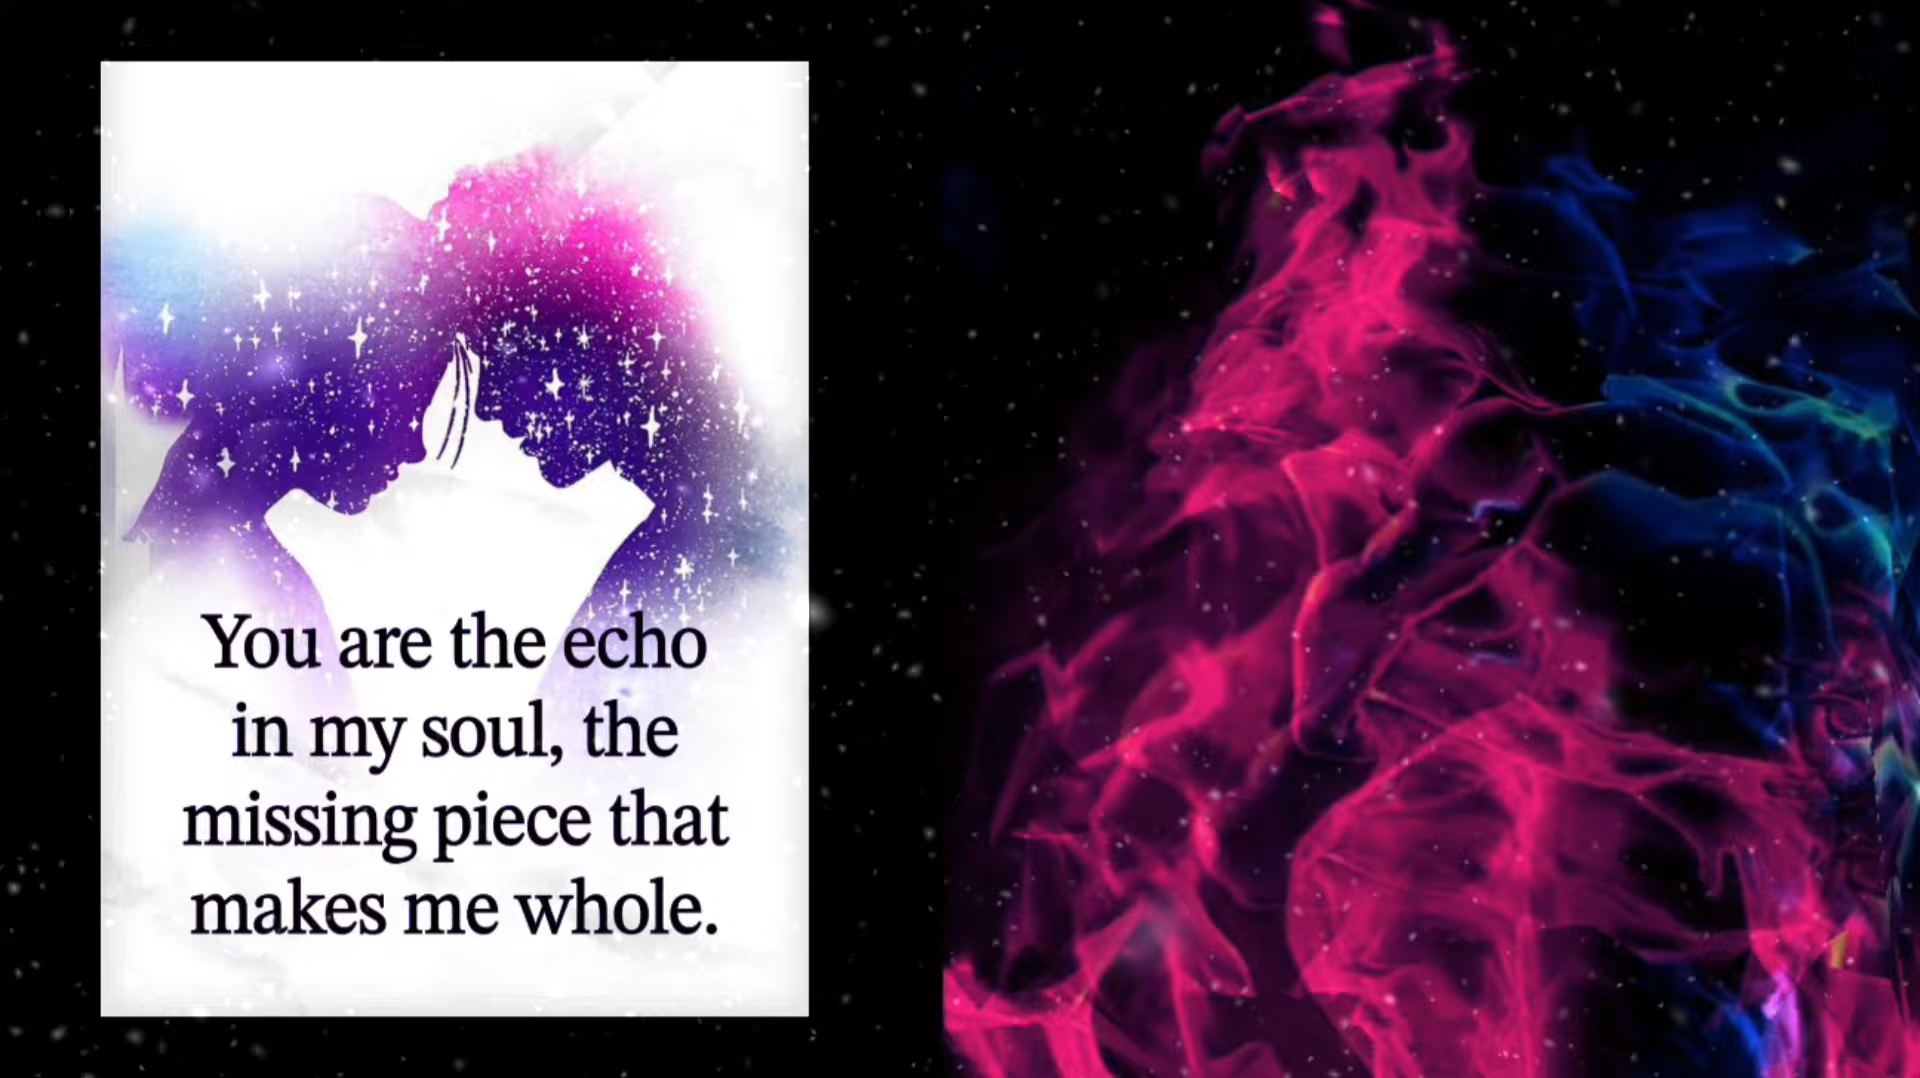 You are the echo
in my soul, the
missing piece that
makes me whole.